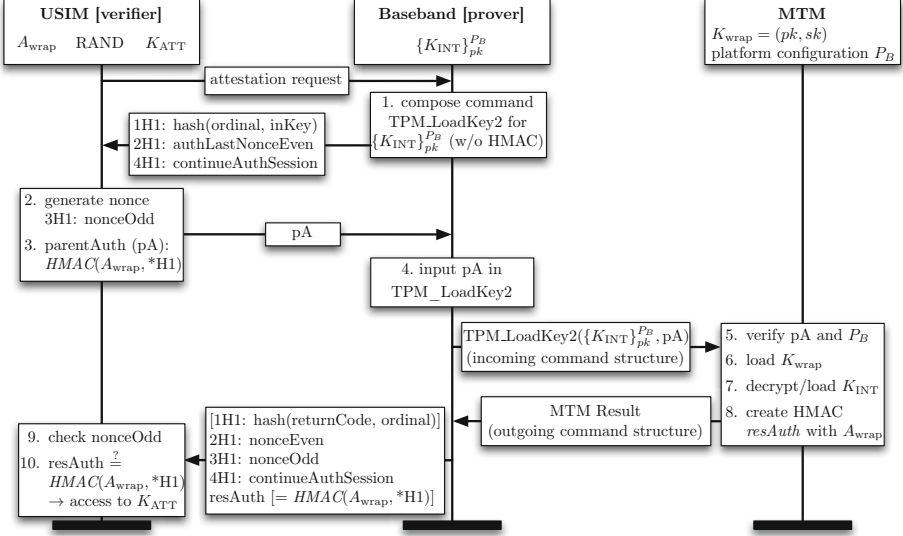 USIM [verifier]
A_wrap RAND K_ATT
Baseband [prover]
{K_INT}^{P_B}_{pk}
MTM
K_wrap = (pk, sk)
platform configuration P_B
attestation request
1. compose command
TPM_LoadKey2 for
{K_INT}^{P_B}_{pk} (w/o HMAC)
1H1: hash(ordinal, inKey)
2H1: authLastNonceEven
4H1: continueAuthSession
2. generate nonce
3H1: nonceOdd
3. parentAuth (pA):
HMAC(A_wrap, *H1)
pA
4. input pA in
TPM_LoadKey2
TPM_LoadKey2({K_INT}^{P_B}_{pk}, pA)
(incoming command structure)
5. verify pA and P_B
6. load K_wrap
7. decrypt/load K_INT
8. create HMAC
resAuth with A_wrap
MTM Result
(outgoing command structure)
[1H1: hash(returnCode, ordinal)]
2H1: nonceEven
3H1: nonceOdd
4H1: continueAuthSession
resAuth [= HMAC(A_wrap, *H1)]
9. check nonceOdd
10. resAuth ?=
HMAC(A_wrap, *H1)
→ access to K_ATT